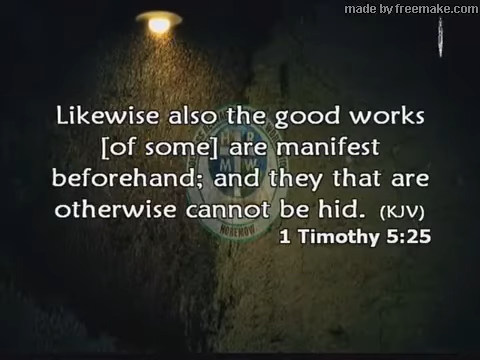 made by freemake.com
Likewise also the good works
[of some] are manifest
beforehand; and they that are
otherwise cannot be hid. (KJV)
1 Timothy 5:25